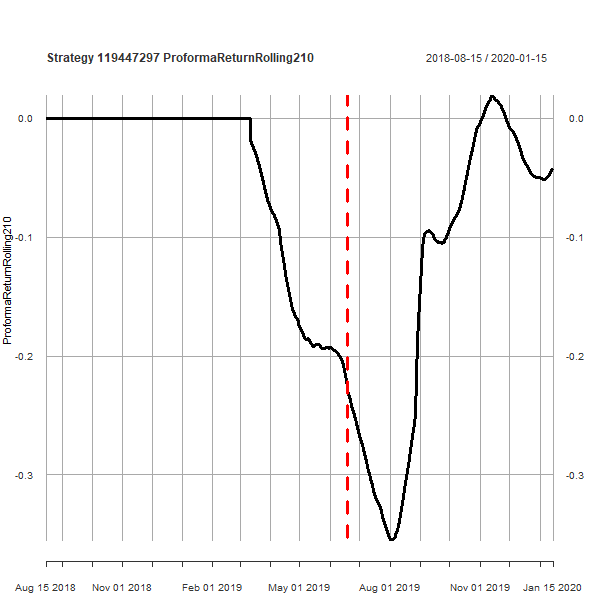 Strategy 119447297 ProformaReturnRolling210
2018-08-15 / 2020-01-15
0.0 0.0
-0.1 -0.1
ProformaReturnRolling210
-0.2 -0.2
-0.3 -0.3
Aug 15 2018 Nov 01 2018 Feb 01 2019 May 01 2019 Aug 01 2019 Nov 01 2019 Jan 15 2020